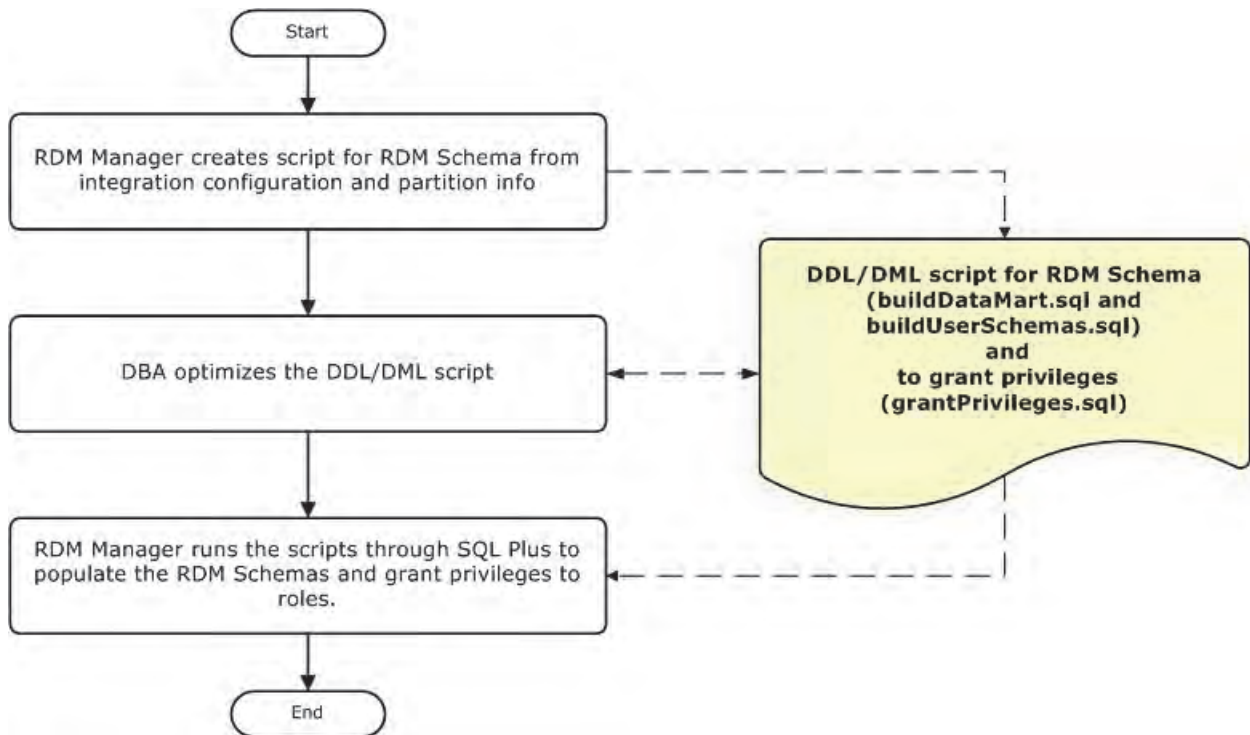 Start
RDM Manager creates script for RDM Schema from
integration configuration and partition info
DDL/DML script for RDM Schema
(buildDataMart.sql and
buildUserSchemas.sql)
and
to grant privileges
(grantPrivileges.sql)
DBA optimizes the DDL/DML script
RDM Manager runs the scripts through SQL Plus to
populate the RDM Schemas and grant privileges to
roles.
End